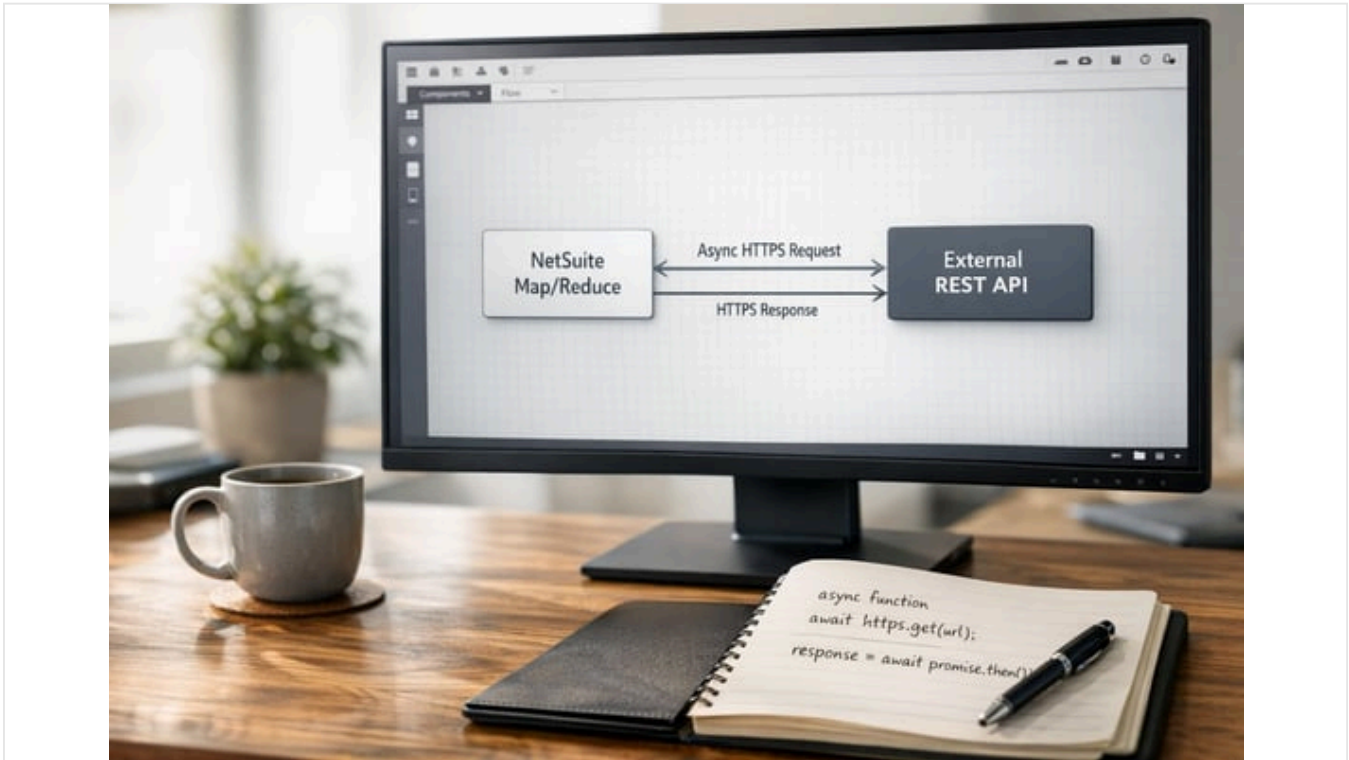 Components
Flow
NetSuite
Map/Reduce
Async HTTPS Request
HTTPS Response
External
REST API
async function
await https.get(url);
response = await promise.then()